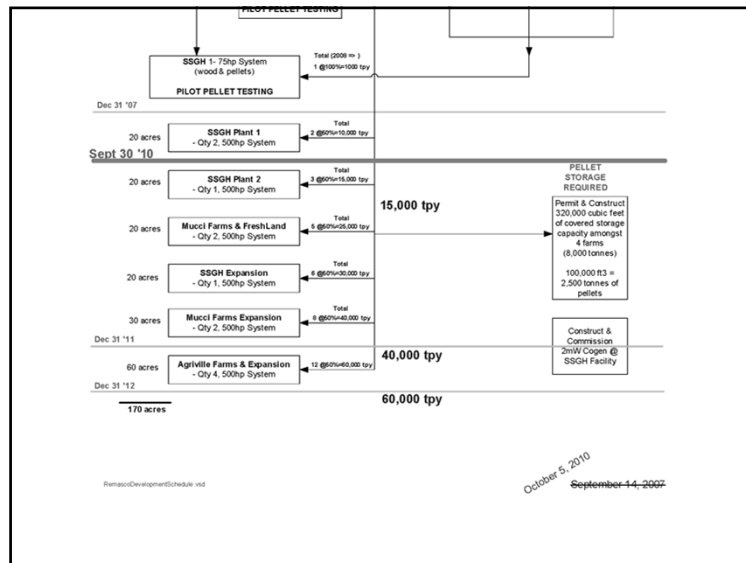 PILOT PELLET TESTING
SSGH 1- 75hp System
(wood & pellets)
PILOT PELLET TESTING
Total (2008 => )
1 @100%=1000 tpy
Dec 31 '07
20 acres
SSGH Plant 1
- Qty 2, 500hp System
Total
2 @50%=10,000 tpy
Sept 30 '10
20 acres
SSGH Plant 2
- Qty 1, 500hp System
Total
3 @50%=15,000 tpy
15,000 tpy
PELLET
STORAGE
REQUIRED
Permit & Construct
320,000 cubic feet
of covered storage
capacity amongst
4 farms
(8,000 tonnes)
100,000 ft3 =
2,500 tonnes of
pellets
20 acres
Mucci Farms & FreshLand
- Qty 2, 500hp System
Total
5 @50%=25,000 tpy
20 acres
SSGH Expansion
- Qty 1, 500hp System
Total
6 @50%=30,000 tpy
30 acres
Mucci Farms Expansion
- Qty 2, 500hp System
Total
8 @50%=40,000 tpy
Construct &
Commission
2mW Cogen @
SSGH Facility
Dec 31 '11
40,000 tpy
60 acres
Agriville Farms & Expansion
- Qty 4, 500hp System
12 @50%=60,000 tpy
Dec 31 '12
60,000 tpy
170 acres
RemascoDevelopmentSchedule.vsd
October 5, 2010
September 14, 2007